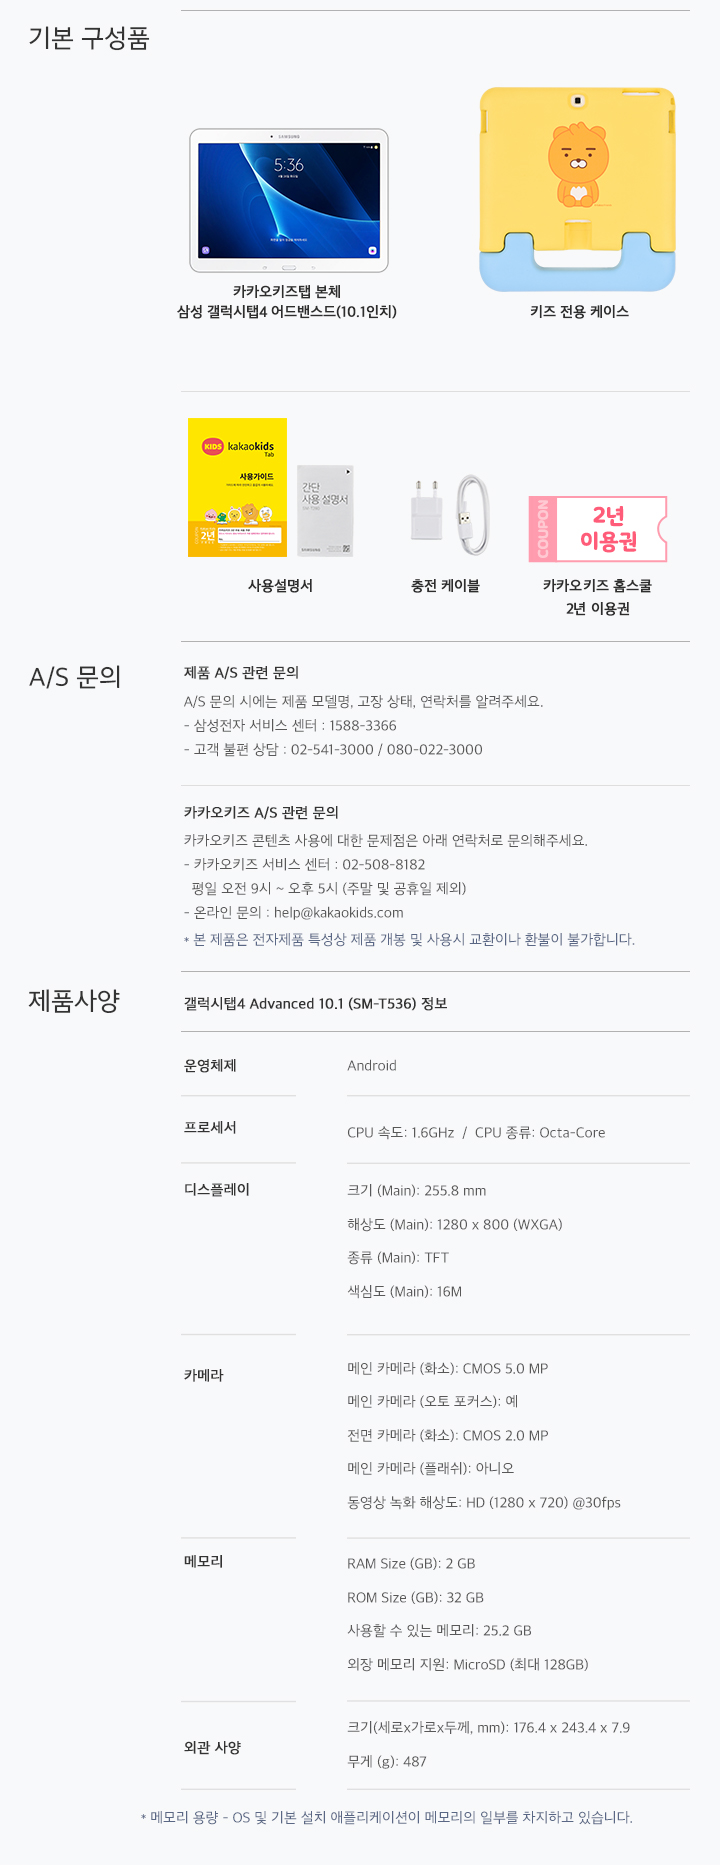 기본 구성품
5:36
카카오키즈탭 본체
삼성 갤럭시탭4 어드밴스드(10.1인치)
키즈 전용 케이스
KIDS kakaokids
Tab
사용가이드
2년
간단
사용 설명서
사용설명서
충전 케이블
COUPON
2년
이용권
카카오키즈 홈스쿨
2년 이용권
A/S 문의
제품 A/S 관련 문의
A/S 문의 시에는 제품 모델명, 고장 상태, 연락처를 알려주세요.
- 삼성전자 서비스 센터 : 1588-3366
- 고객 불편 상담 : 02-541-3000 / 080-022-3000
카카오키즈 A/S 관련 문의
카카오키즈 콘텐츠 사용에 대한 문제점은 아래 연락처로 문의해주세요.
- 카카오키즈 서비스 센터 : 02-508-8182
평일 오전 9시 ~ 오후 5시 (주말 및 공휴일 제외)
- 온라인 문의 : help@kakaokids.com
* 본 제품은 전자제품 특성상 제품 개봉 및 사용시 교환이나 환불이 불가합니다.
제품사양
갤럭시탭4 Advanced 10.1 (SM-T536) 정보
운영체제
Android
프로세서
CPU 속도: 1.6GHz / CPU 종류: Octa-Core
디스플레이
크기 (Main): 255.8 mm
해상도 (Main): 1280 x 800 (WXGA)
종류 (Main): TFT
색심도 (Main): 16M
카메라
메인 카메라 (화소): CMOS 5.0 MP
메인 카메라 (오토 포커스): 예
전면 카메라 (화소): CMOS 2.0 MP
메인 카메라 (플래쉬): 아니오
동영상 녹화 해상도: HD (1280 x 720) @30fps
메모리
RAM Size (GB): 2 GB
ROM Size (GB): 32 GB
사용할 수 있는 메모리: 25.2 GB
외장 메모리 지원: MicroSD (최대 128GB)
외관 사양
크기(세로x가로x두께, mm): 176.4 x 243.4 x 7.9
무게 (g): 487
* 메모리 용량 - OS 및 기본 설치 애플리케이션이 메모리의 일부를 차지하고 있습니다.